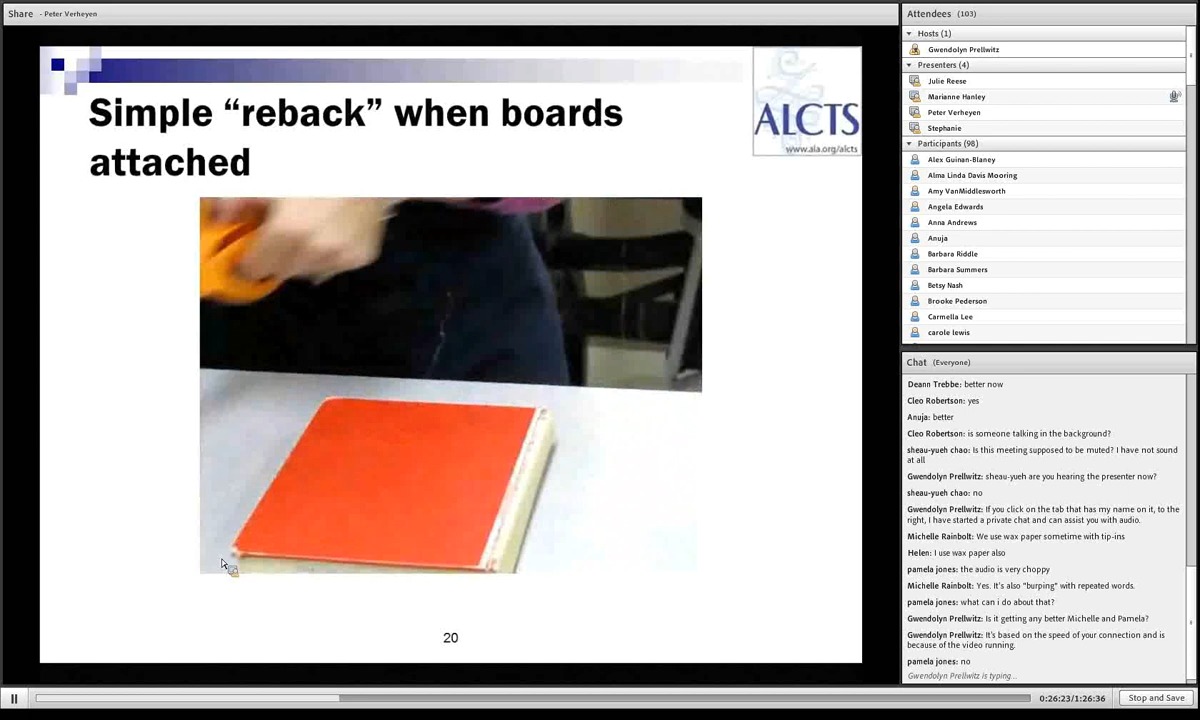 Share - Peter Verheyen
Simple “reback” when boards
attached
ALCTS
www.ala.org/alcts
20
Attendees (103)
Hosts (1)
Gwendolyn Prellwitz
Presenters (4)
Julie Reese
Marianne Hanley
Peter Verheyen
Stephanie
Participants (98)
Alex Guinan-Blaney
Alma Linda Davis Mooring
Amy VanMiddlesworth
Angela Edwards
Anna Andrews
Anuja
Barbara Riddle
Barbara Summers
Betsy Nash
Brooke Pederson
Carmella Lee
carole lewis
Chat (Everyone)
Deann Trebbe: better now
Cleo Robertson: yes
Anuja: better
Cleo Robertson: is someone talking in the background?
sheau-yueh chao: Is this meeting supposed to be muted? I have not sound
at all
Gwendolyn Prellwitz: sheau-yueh are you hearing the presenter now?
sheau-yueh chao: no
Gwendolyn Prellwitz: If you click on the tab that has my name on it, to the
right, I have started a private chat and can assist you with audio.
Michelle Rainbolt: We use wax paper sometime with tip-ins
Helen: I use wax paper also
pamela jones: the audio is very choppy
Michelle Rainbolt: Yes. It's also "burping" with repeated words.
pamela jones: what can i do about that?
Gwendolyn Prellwitz: Is it getting any better Michelle and Pamela?
Gwendolyn Prellwitz: It's based on the speed of your connection and is
because of the video running.
pamela jones: no
Gwendolyn Prellwitz is typing...
0:26:23/1:26:36
Stop and Save